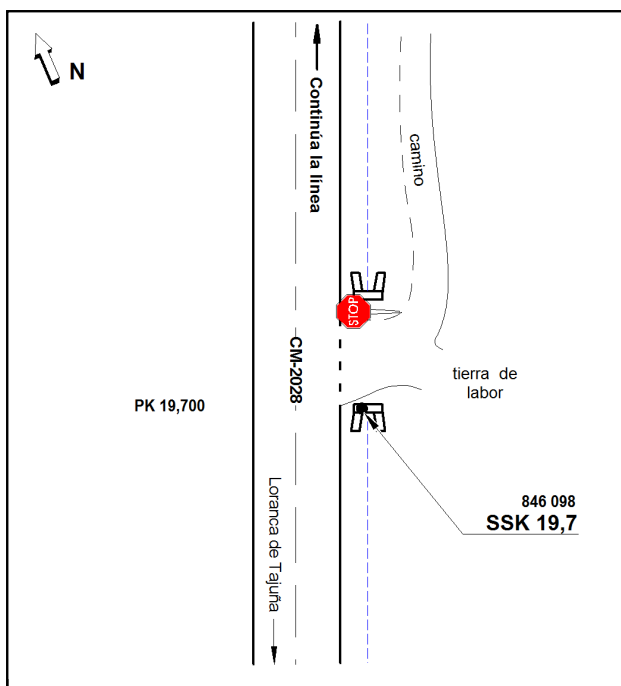 N
Continúa la línea
camino
STOP
CM-2028
tierra de
labor
PK 19,700
Loranca de Tajuña
846 098
SSK 19,7